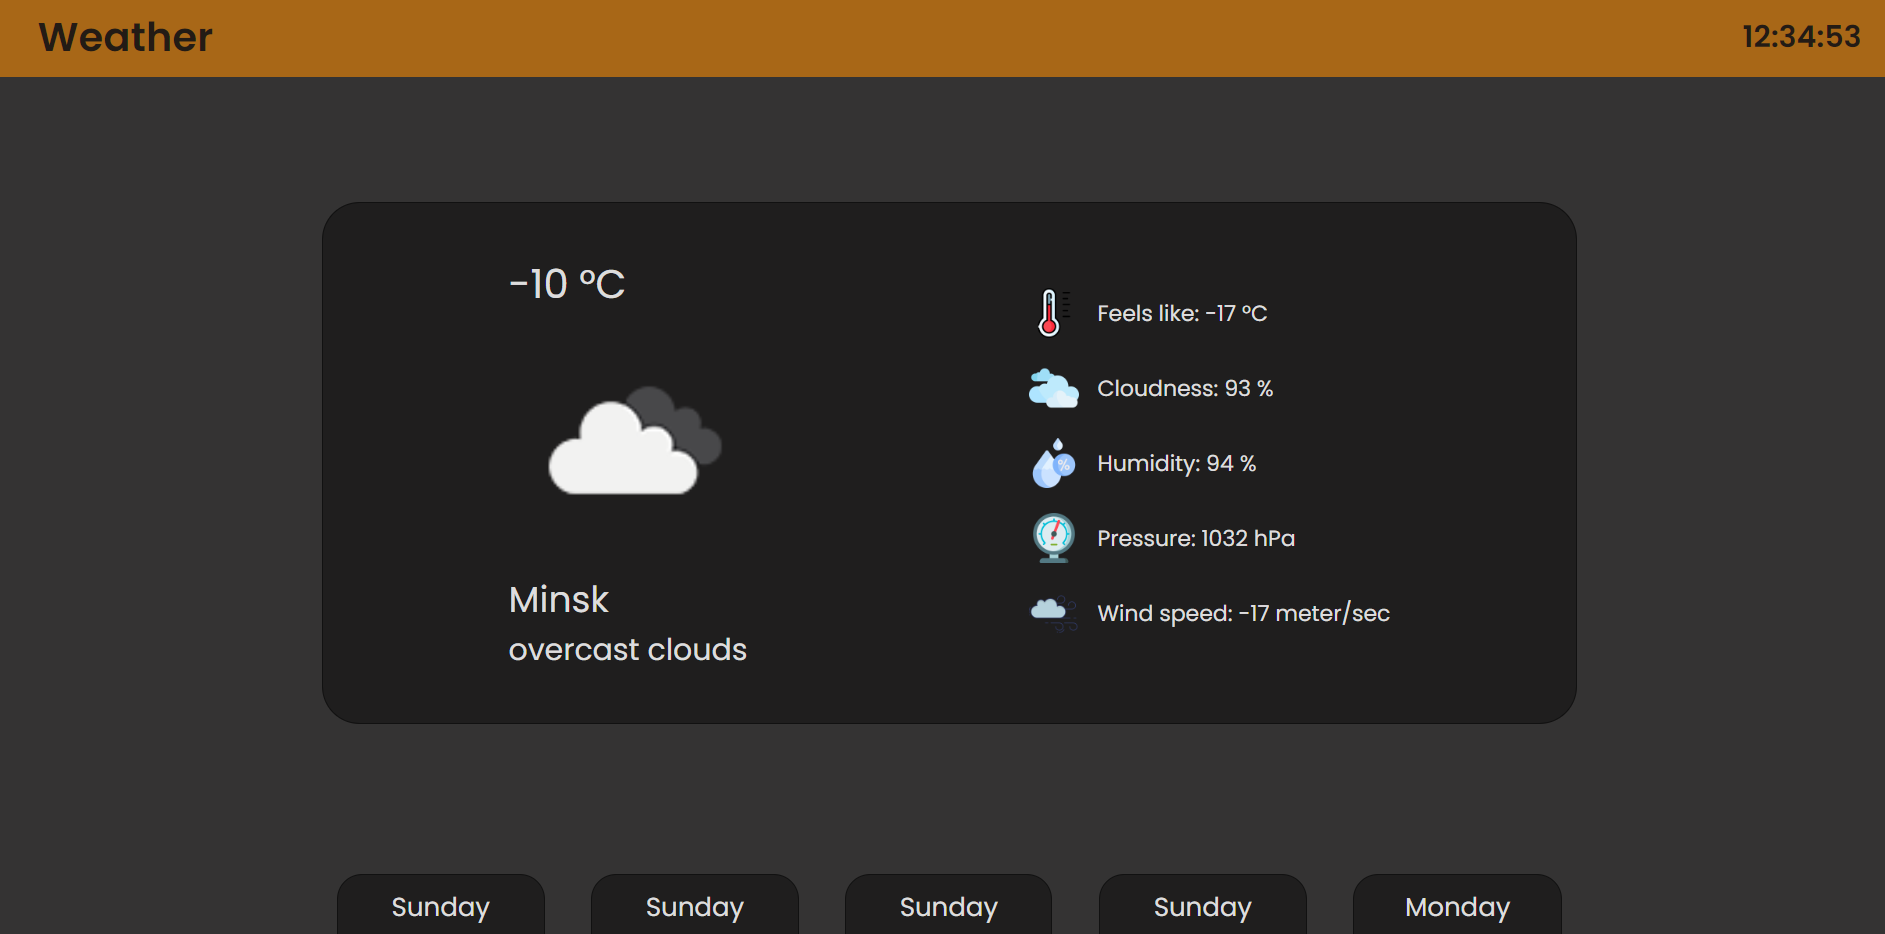 Weather
12:34:53
-10 °C
Minsk
overcast clouds
Feels like: -17 °C
Cloudness: 93 %
%
Humidity: 94 %
Pressure: 1032 hPa
Wind speed: -17 meter/sec
Sunday
Sunday
Sunday
Sunday
Monday